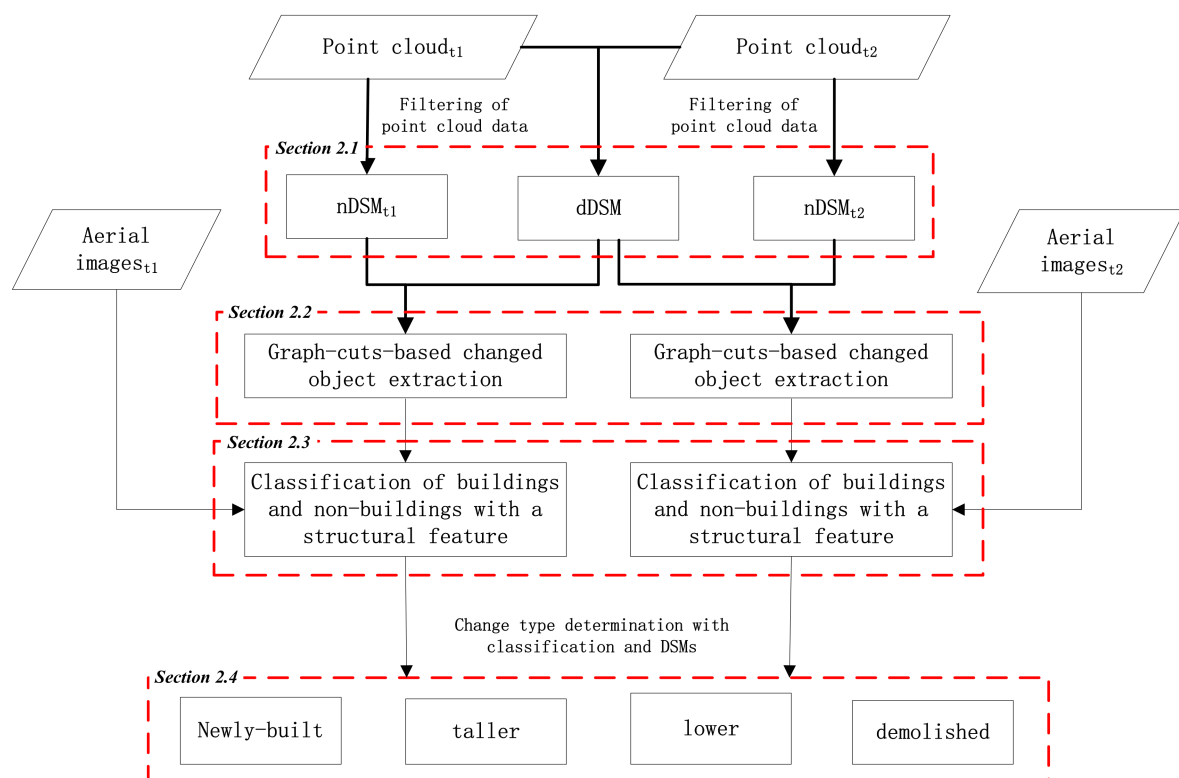 Point cloudt1
Point cloudt2
Filtering of
point cloud data
Filtering of
point cloud data
Section 2.1
nDSMt1
dDSM
nDSMt2
Aerial
imagest1
Aerial
imagest2
Section 2.2
Graph-cuts-based changed
object extraction
Graph-cuts-based changed
object extraction
Section 2.3
Classification of buildings
and non-buildings with a
structural feature
Classification of buildings
and non-buildings with a
structural feature
Change type determination with
classification and DSMs
Section 2.4
Newly-built
taller
lower
demolished